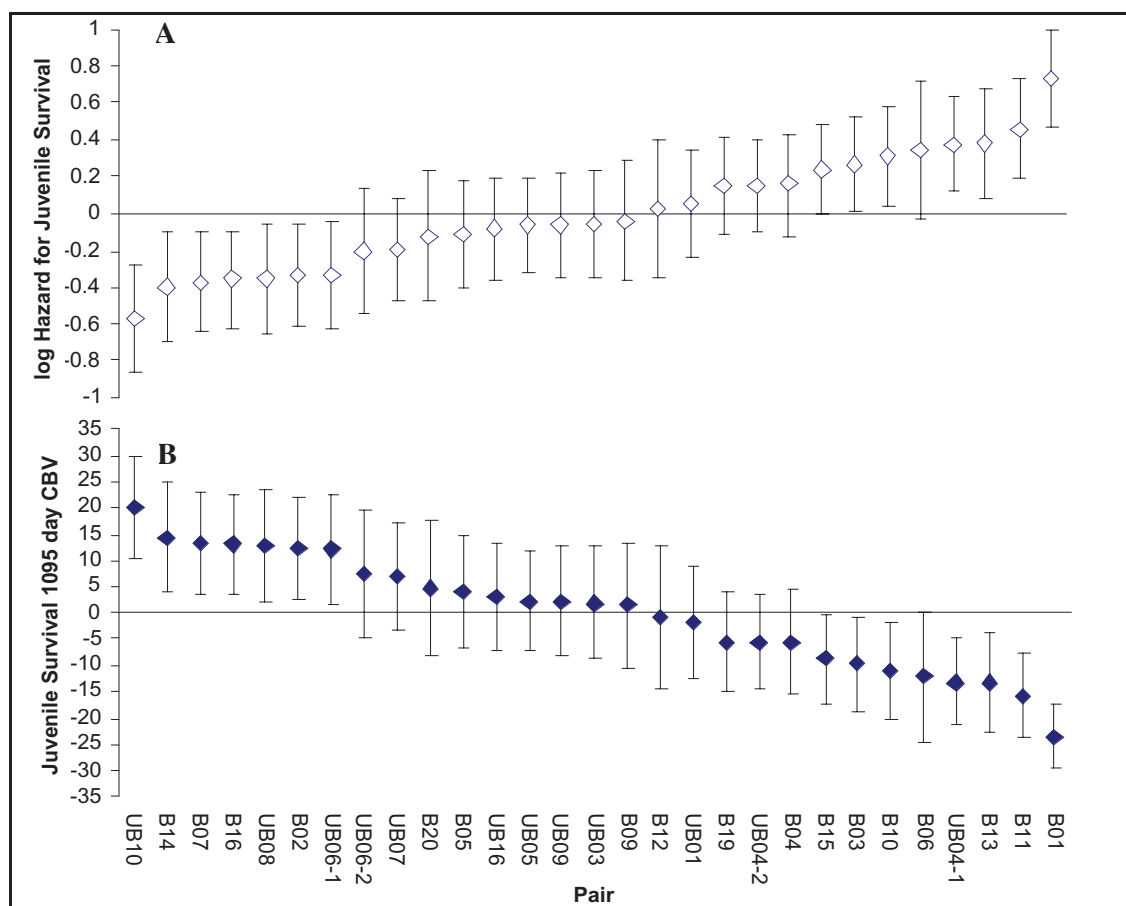 A
log Hazard for Juvenile Survival
1
0.8
0.6
0.4
0.2
0
-0.2
-0.4
-0.6
-0.8
-1
B
Juvenile Survival 1095 day CBV
35
30
25
20
15
10
5
0
-5
-10
-15
-20
-25
-30
-35
UB10
B14
B07
B16
UB08
B02
UB06-1
UB06-2
UB07
B20
B05
UB16
UB05
UB09
UB03
B09
B12
UB01
B19
UB04-2
B04
B15
B03
B10
B06
UB04-1
B13
B11
B01
Pair